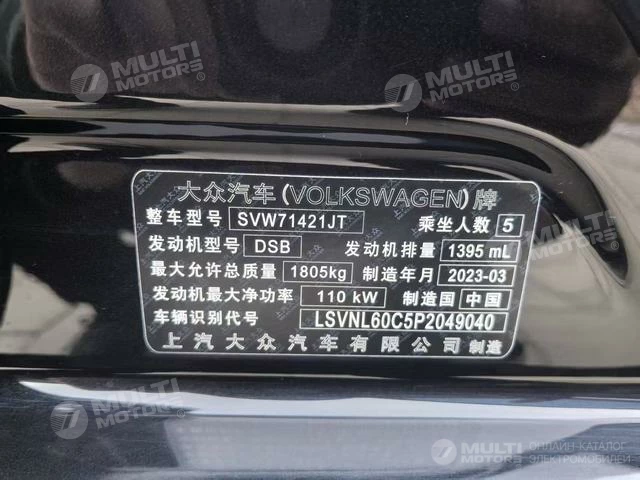 MULTI MOTORS®
MULTI MOTORS®
大众汽车(VOLKSWAGEN)牌
整车型号 SVW71421JT 乘坐人数 5
发动机型号 DSB 发动机排量 1395 mL
最大允许总质量 1805kg 制造年月 2023-03
发动机最大净功率 110 kW 制造国 中国
车辆识别代号 LSVNL60C5P2049040
上汽大众汽车有限公司 制造
MULTI MOTORS®
MULTI MOTORS
ОНЛАЙН-КАТАЛОГ
ЭЛЕКТРОМОБИЛЕЙ